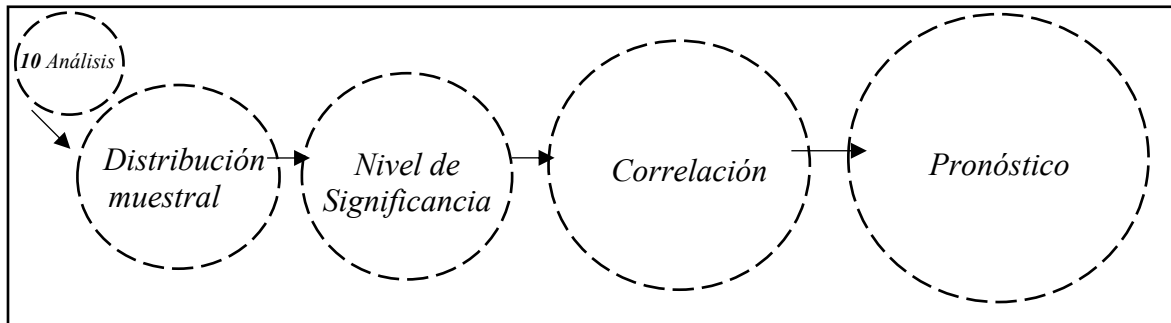 10 Análisis
Distribución
muestral
Nivel de
Significancia
Correlación
Pronóstico